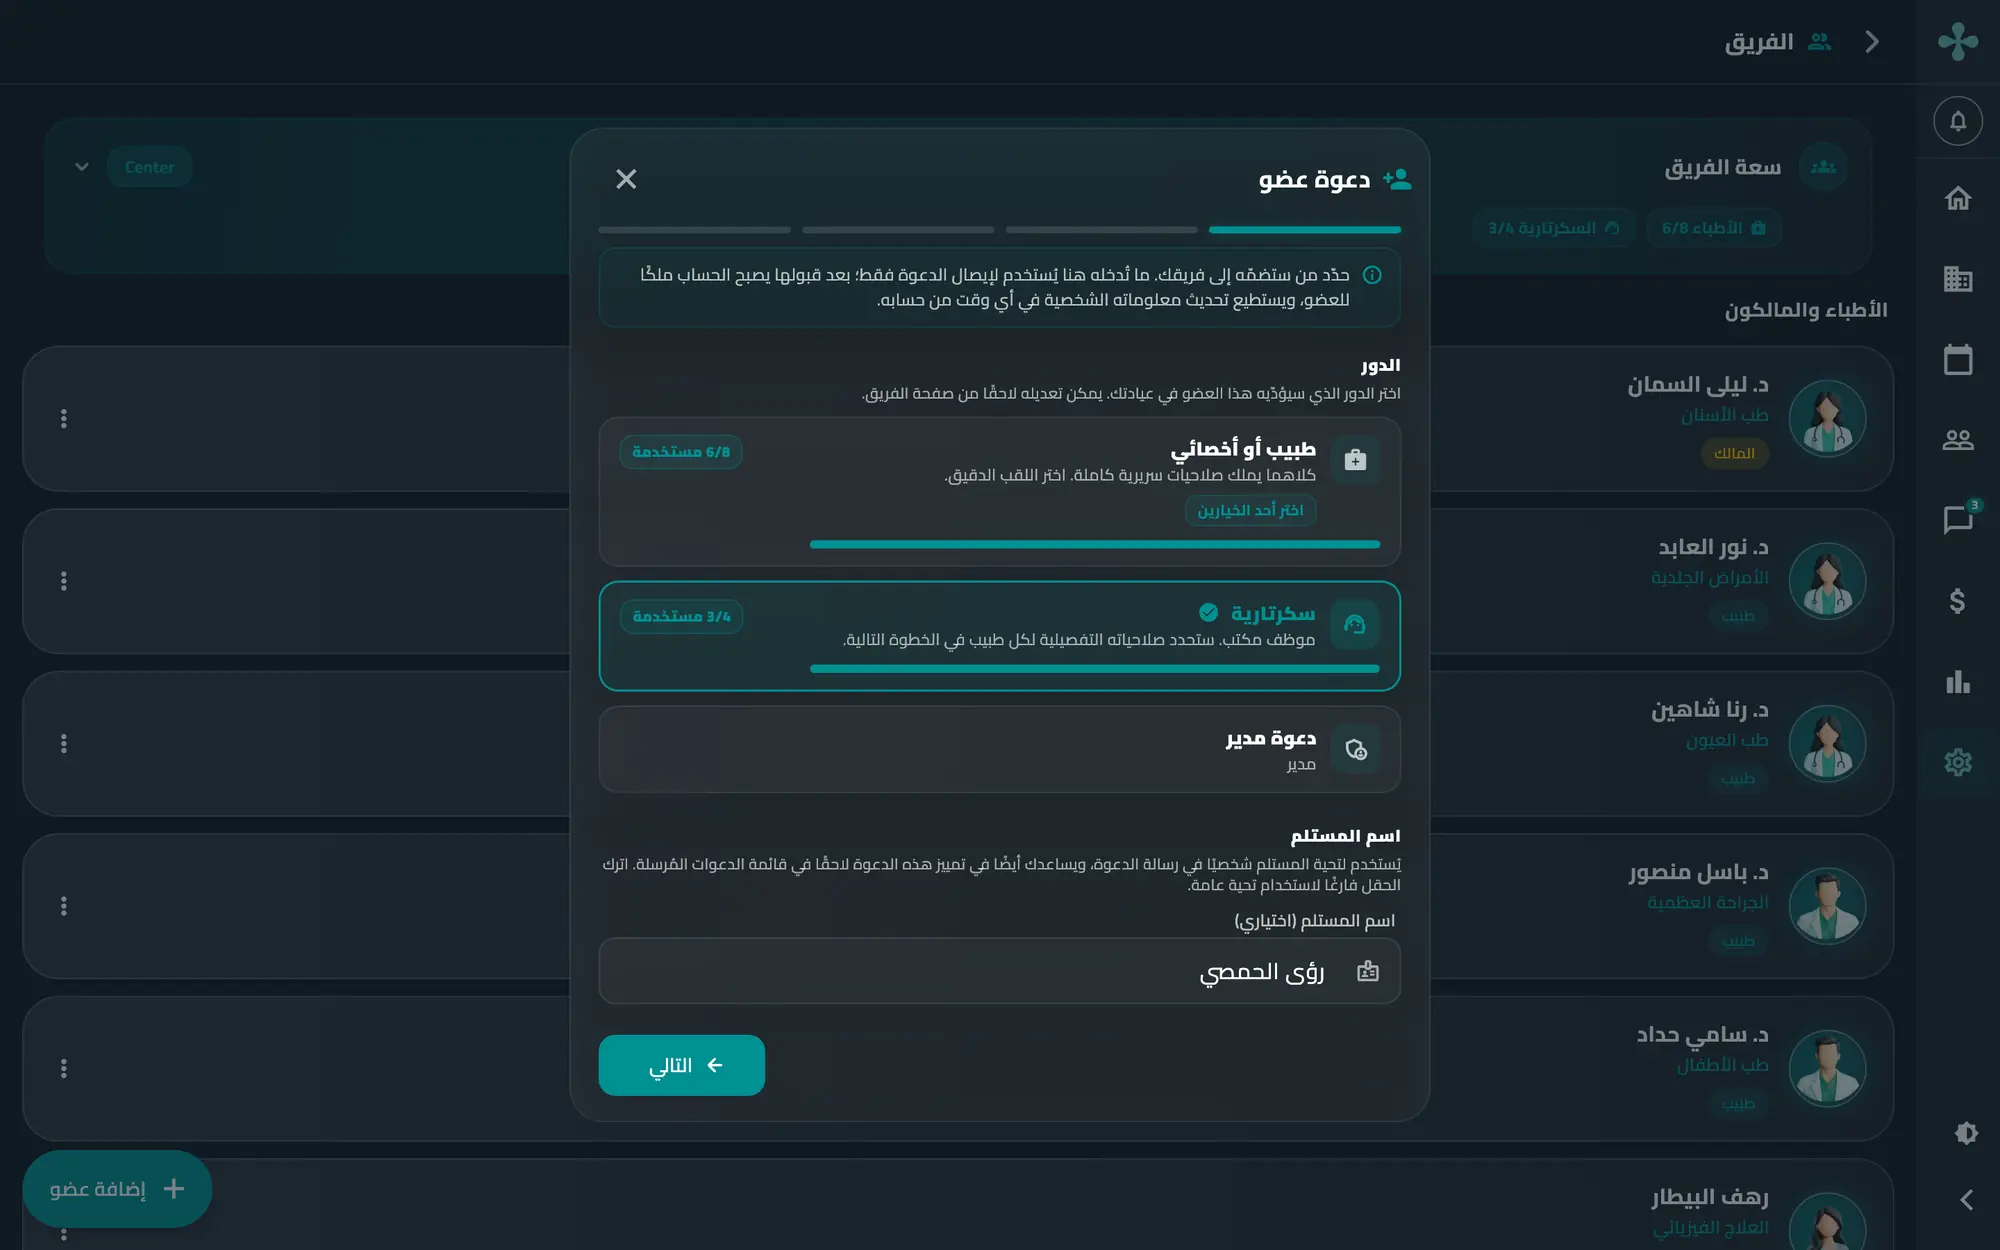 الفريق
سعة الفريق
Center
الأطباء 6/8
السكرتارية 3/4
الأطباء والمالكون
د. ليلى السمان
طب الأسنان
المالك
د. نور العابد
الأمراض الجلدية
طبيب
د. رنا شاهين
طب العيون
طبيب
د. باسل منصور
الجراحة العظمية
طبيب
د. سامي حداد
طب الأطفال
طبيب
رهف البيطار
العلاج الفيزيائي
إضافة عضو
3
دعوة عضو
حدّد من ستضمّه إلى فريقك. ما تُدخله هنا يُستخدم لإيصال الدعوة فقط؛ بعد قبولها يصبح الحساب ملكًا
للعضو، ويستطيع تحديث معلوماته الشخصية في أي وقت من حسابه.
الدور
اختر الدور الذي سيؤدّيه هذا العضو في عيادتك. يمكن تعديله لاحقًا من صفحة الفريق.
طبيب أو أخصائي
6/8 مستخدمة
كلاهما يملك صلاحيات سريرية كاملة. اختر اللقب الدقيق.
اختر أحد الخيارين
سكرتارية
3/4 مستخدمة
موظف مكتب. ستحدد صلاحياته التفصيلية لكل طبيب في الخطوة التالية.
دعوة مدير
مدير
اسم المستلم
يُستخدم لتحية المستلم شخصيًا في رسالة الدعوة، ويساعدك أيضًا في تمييز هذه الدعوة لاحقًا في قائمة الدعوات المُرسلة. اترك
الحقل فارغًا لاستخدام تحية عامة.
اسم المستلم (اختياري)
رؤى الحمصي
التالي